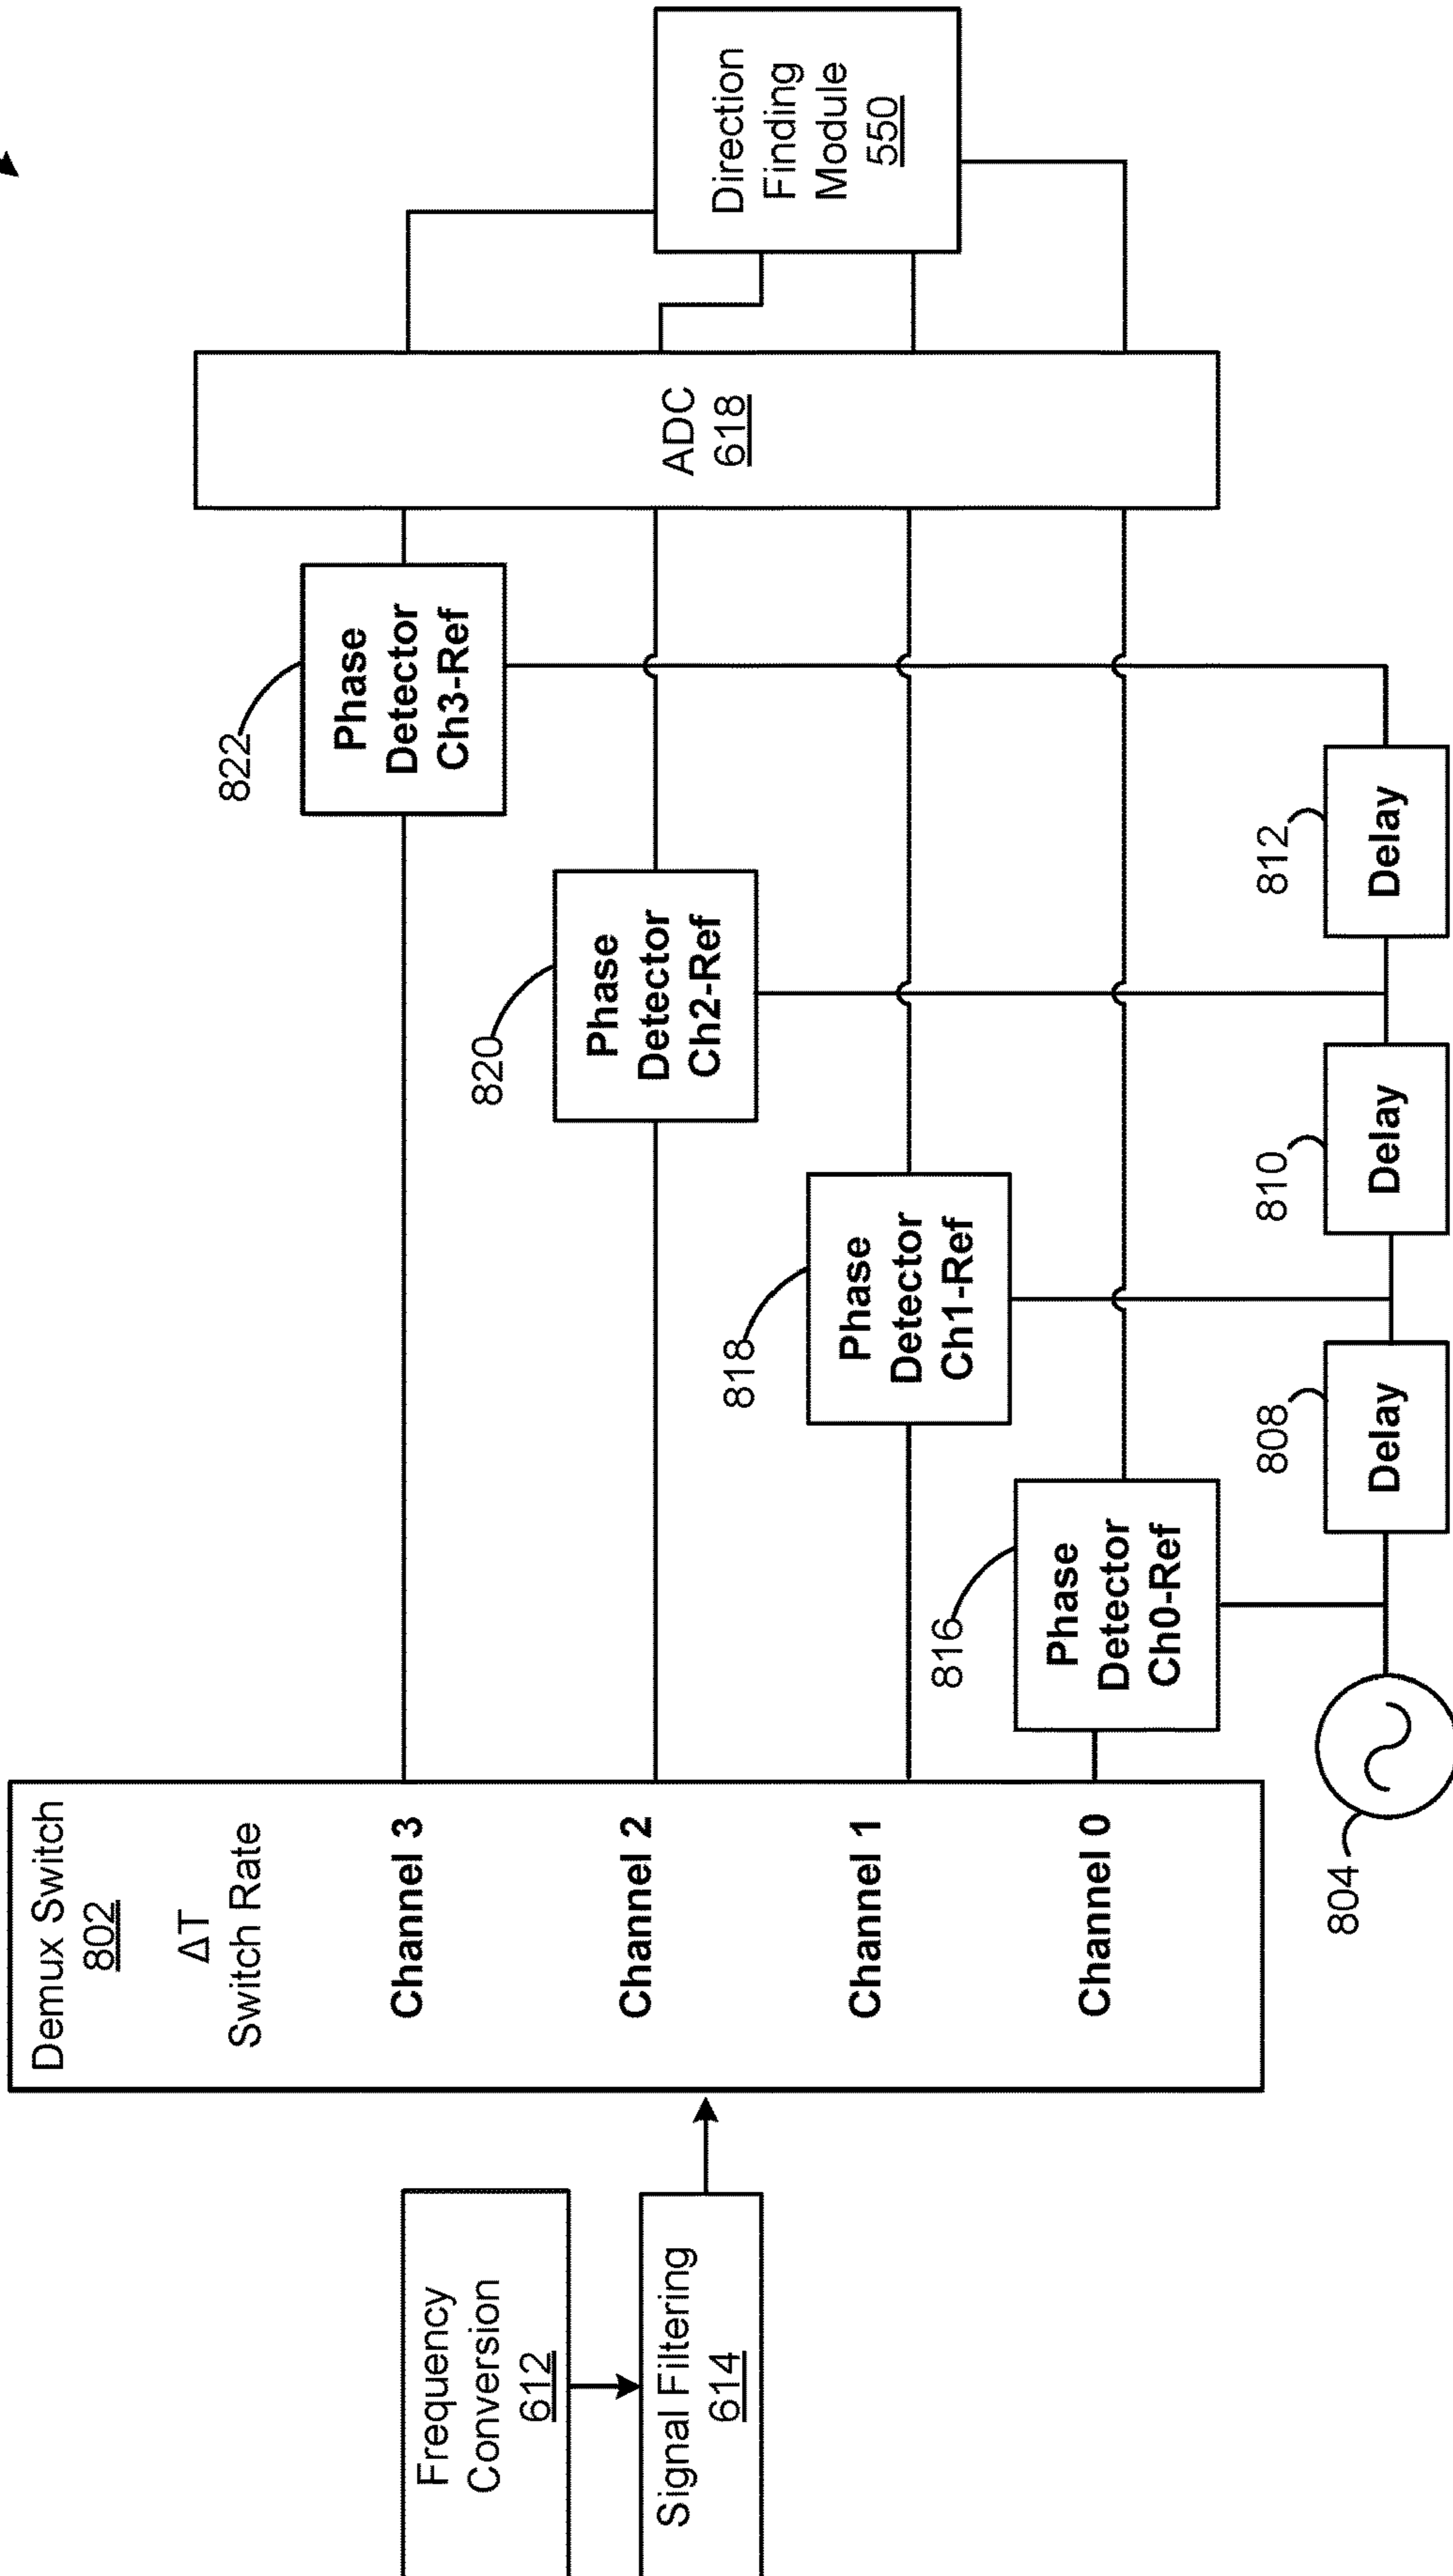 Frequency
Conversion
612
Signal Filtering
614
Demux Switch
802
ΔT
Switch Rate
Channel 3
Channel 2
Channel 1
Channel 0
804
816
Phase
Detector
Ch0-Ref
818
Phase
Detector
Ch1-Ref
820
Phase
Detector
Ch2-Ref
822
Phase
Detector
Ch3-Ref
808
Delay
810
Delay
812
Delay
ADC
618
Direction
Finding
Module
550